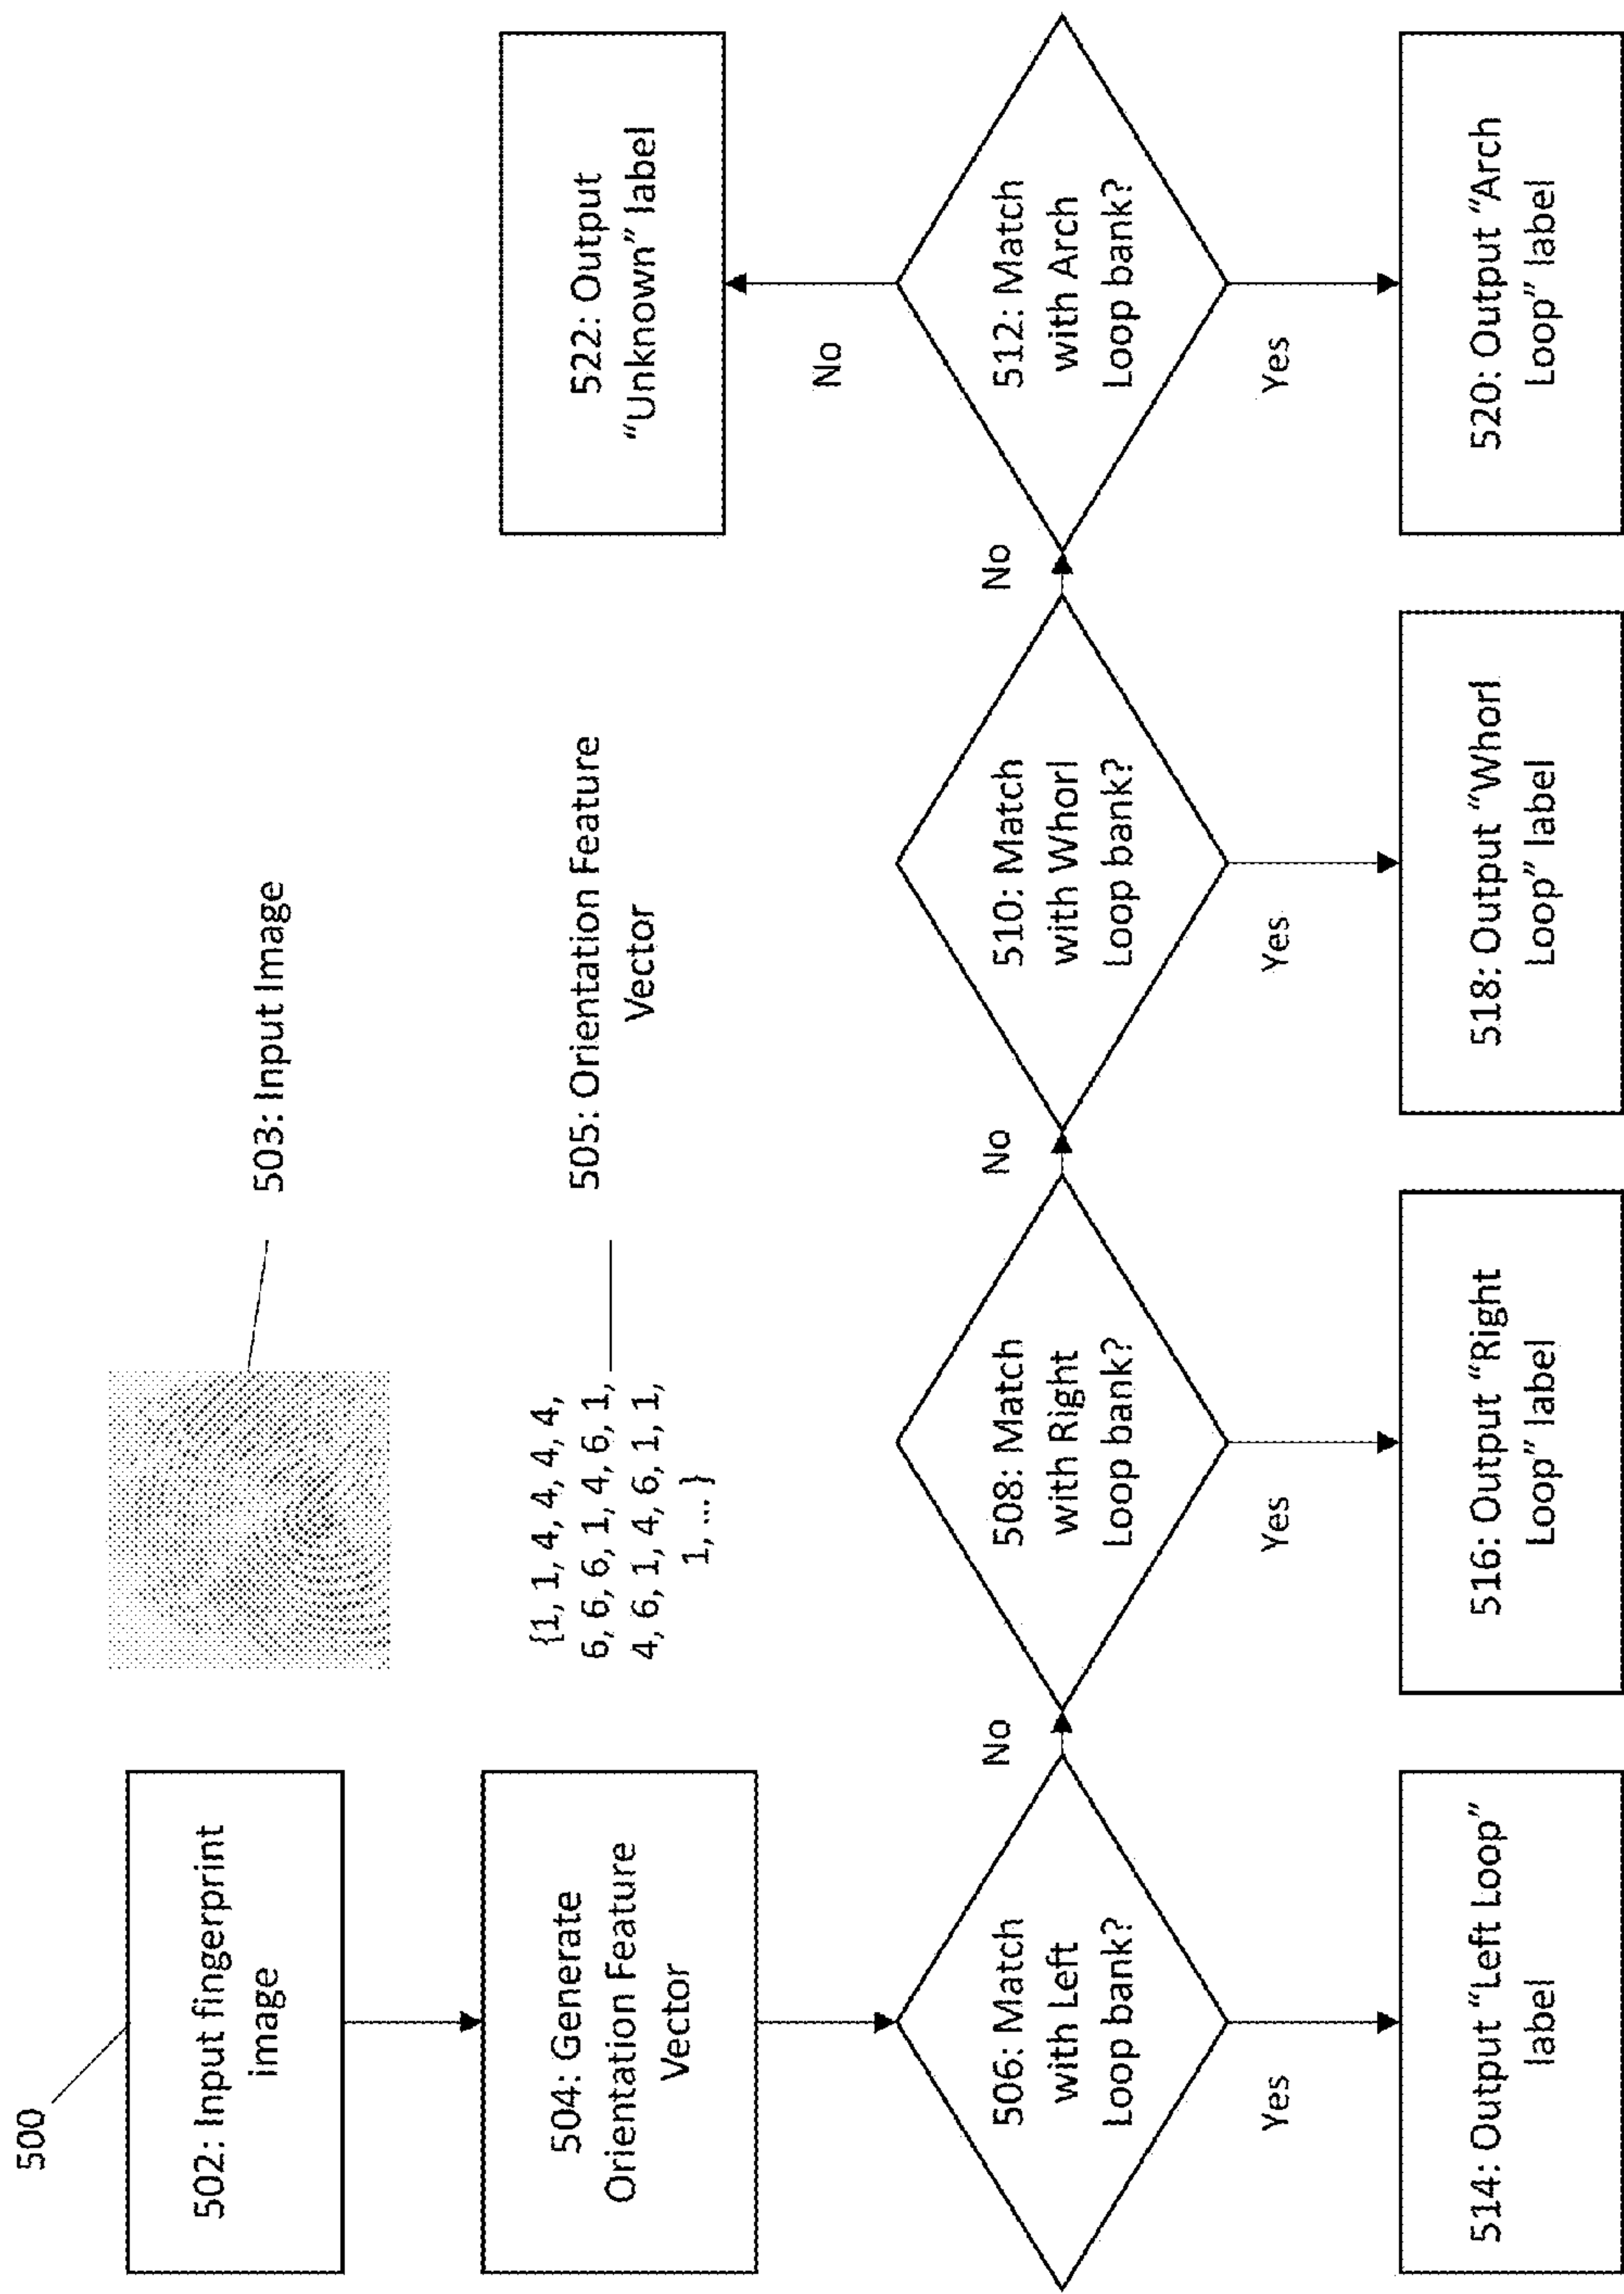 500
502: Input fingerprint
image
503: Input Image
504: Generate
Orientation Feature
Vector
{1, 1, 4, 4, 4, 4,
6, 6, 6, 1, 4, 6, 1,
4, 6, 1, 4, 6, 1, 1,
1, ... }
505: Orientation Feature
Vector
506: Match
with Left
Loop bank?
No
Yes
508: Match
with Right
Loop bank?
No
Yes
510: Match
with Whorl
Loop bank?
No
Yes
512: Match
with Arch
Loop bank?
No
Yes
522: Output
“Unknown” label
514: Output “Left Loop”
label
516: Output “Right
Loop” label
518: Output “Whorl
Loop” label
520: Output “Arch
Loop” label